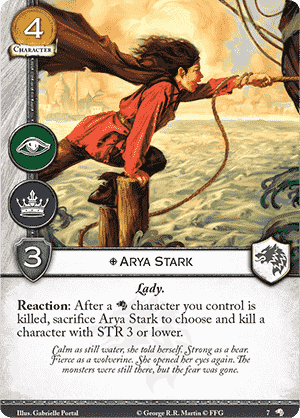 4
CHARACTER
3
ARYA STARK
Lady.
Reaction: After a character you control is
killed, sacrifice Arya Stark to choose and kill a
character with STR 3 or lower.
Calm as still water, she told herself. Strong as a bear.
Fierce as a wolverine. She opened her eyes again. The
monsters were still there, but the fear was gone.
Illus. Gabrielle Portal
© George R.R. Martin © FFG
7